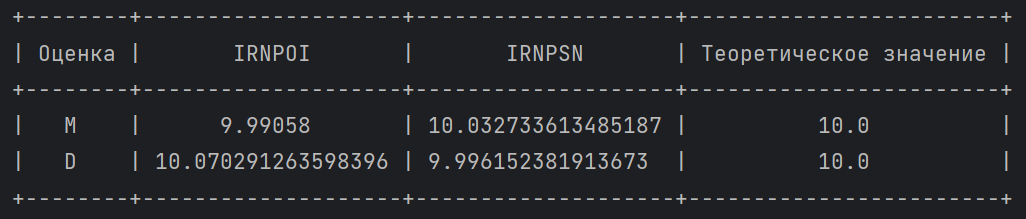 +--------+-------------------+--------------------+------------------------+
| Оценка |       IRNPOI      |       IRNPSN       | Теоретическое значение |
+--------+-------------------+--------------------+------------------------+
|   M    |      9.99058      | 10.032733613485187 |          10.0          |
|   D    | 10.070291263598396 | 9.996152381913673  |          10.0          |
+--------+-------------------+--------------------+------------------------+